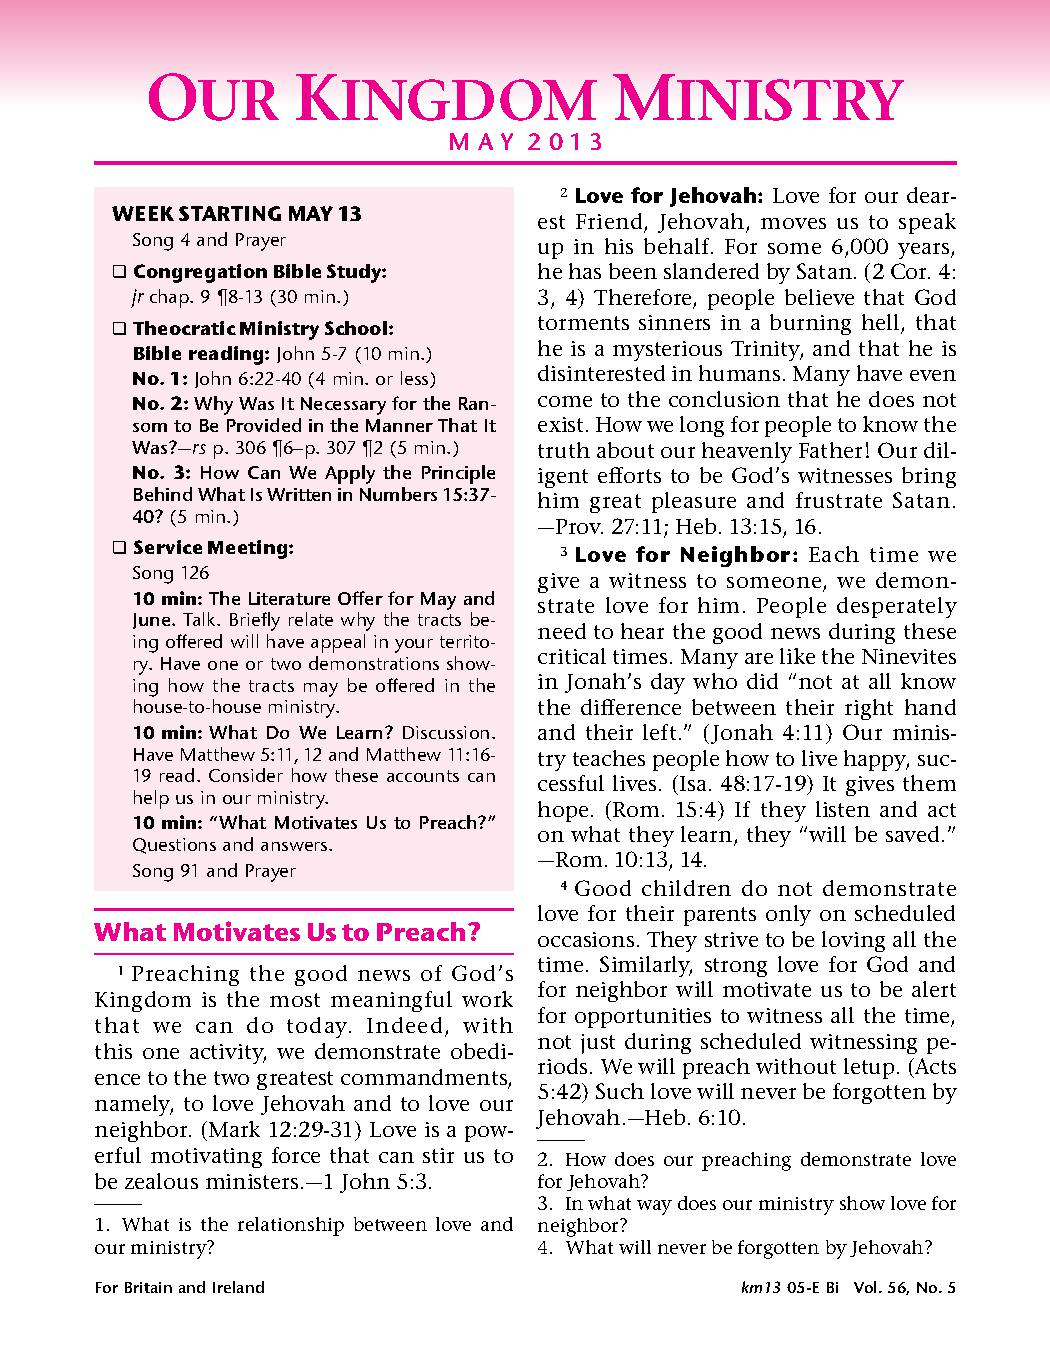 OUR KINGDOM MINISTRY
MAY 2013
WEEK STARTING MAY 13
Song 4 and Prayer
❑ Congregation Bible Study:
jr chap. 9 ¶8-13 (30 min.)
❑ Theocratic Ministry School:
Bible reading: John 5-7 (10 min.)
No. 1: John 6:22-40 (4 min. or less)
No. 2: Why Was It Necessary for the Ran-
som to Be Provided in the Manner That It
Was?—rs p. 306 ¶6–p. 307 ¶2 (5 min.)
No. 3: How Can We Apply the Principle
Behind What Is Written in Numbers 15:37-
40? (5 min.)
❑ Service Meeting:
Song 126
10 min: The Literature Offer for May and
June. Talk. Briefly relate why the tracts be-
ing offered will have appeal in your territo-
ry. Have one or two demonstrations show-
ing how the tracts may be offered in the
house-to-house ministry.
10 min: What Do We Learn? Discussion.
Have Matthew 5:11, 12 and Matthew 11:16-
19 read. Consider how these accounts can
help us in our ministry.
10 min: “What Motivates Us to Preach?”
Questions and answers.
Song 91 and Prayer
What Motivates Us to Preach?
1 Preaching the good news of God’s
Kingdom is the most meaningful work
that we can do today. Indeed, with
this one activity, we demonstrate obedi-
ence to the two greatest commandments,
namely, to love Jehovah and to love our
neighbor. (Mark 12:29-31) Love is a pow-
erful motivating force that can stir us to
be zealous ministers.—1 John 5:3.
1. What is the relationship between love and
our ministry?
2 Love for Jehovah: Love for our dear-
est Friend, Jehovah, moves us to speak
up in his behalf. For some 6,000 years,
he has been slandered by Satan. (2 Cor. 4:
3, 4) Therefore, people believe that God
torments sinners in a burning hell, that
he is a mysterious Trinity, and that he is
disinterested in humans. Many have even
come to the conclusion that he does not
exist. How we long for people to know the
truth about our heavenly Father! Our dil-
igent efforts to be God’s witnesses bring
him great pleasure and frustrate Satan.
—Prov. 27:11; Heb. 13:15, 16.
3 Love for Neighbor: Each time we
give a witness to someone, we demon-
strate love for him. People desperately
need to hear the good news during these
critical times. Many are like the Ninevites
in Jonah’s day who did “not at all know
the difference between their right hand
and their left.” (Jonah 4:11) Our minis-
try teaches people how to live happy, suc-
cessful lives. (Isa. 48:17-19) It gives them
hope. (Rom. 15:4) If they listen and act
on what they learn, they “will be saved.”
—Rom. 10:13, 14.
4 Good children do not demonstrate
love for their parents only on scheduled
occasions. They strive to be loving all the
time. Similarly, strong love for God and
for neighbor will motivate us to be alert
for opportunities to witness all the time,
not just during scheduled witnessing pe-
riods. We will preach without letup. (Acts
5:42) Such love will never be forgotten by
Jehovah.—Heb. 6:10.
2. How does our preaching demonstrate love
for Jehovah?
3. In what way does our ministry show love for
neighbor?
4. What will never be forgotten by Jehovah?
For Britain and Ireland
km13 05-E Bi Vol. 56, No. 5